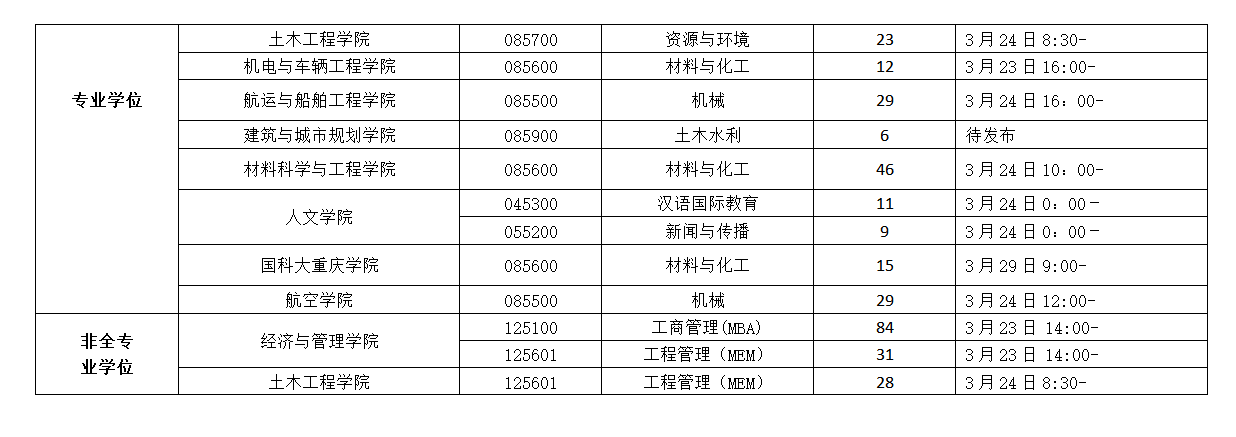 专业学位
土木工程学院 085700 资源与环境 23 3月24日8:30-
机电与车辆工程学院 085600 材料与化工 12 3月23日16:00-
航运与船舶工程学院 085500 机械 29 3月24日16：00-
建筑与城市规划学院 085900 土木水利 6 待发布
材料科学与工程学院 085600 材料与化工 46 3月24日10：00-
人文学院 045300 汉语国际教育 11 3月24日0：00－
055200 新闻与传播 9 3月24日0：00－
国科大重庆学院 085600 材料与化工 15 3月29日9:00-
航空学院 085500 机械 29 3月24日12:00-
非全专
业学位
经济与管理学院 125100 工商管理(MBA) 84 3月23日 14:00-
125601 工程管理（MEM） 31 3月23日 14:00-
土木工程学院 125601 工程管理（MEM） 28 3月24日8:30-